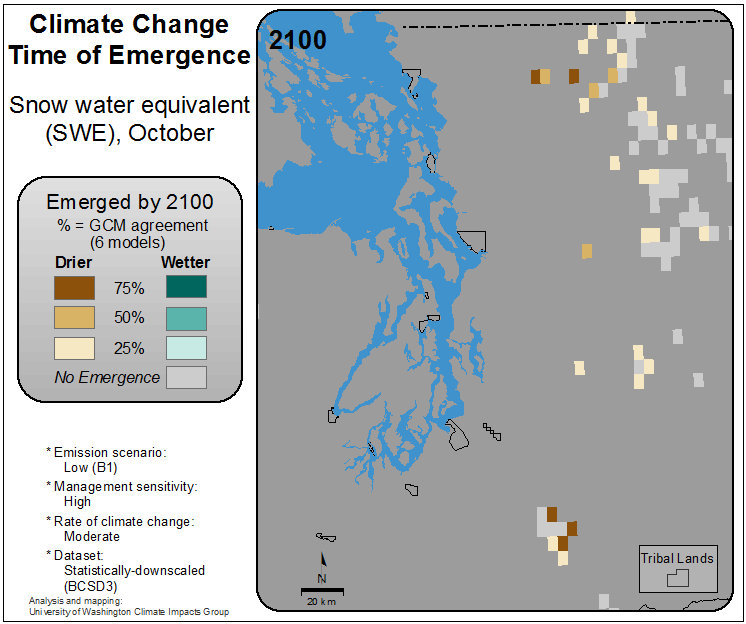 Climate Change
Time of Emergence
Snow water equivalent
(SWE), October
Emerged by 2100
% = GCM agreement
(6 models)
Drier Wetter
75%
50%
25%
No Emergence
* Emission scenario:
Low (B1)
* Management sensitivity:
High
* Rate of climate change:
Moderate
* Dataset:
Statistically-downscaled
(BCSD3)
Analysis and mapping:
University of Washington Climate Impacts Group
2100
N
20 km
Tribal Lands